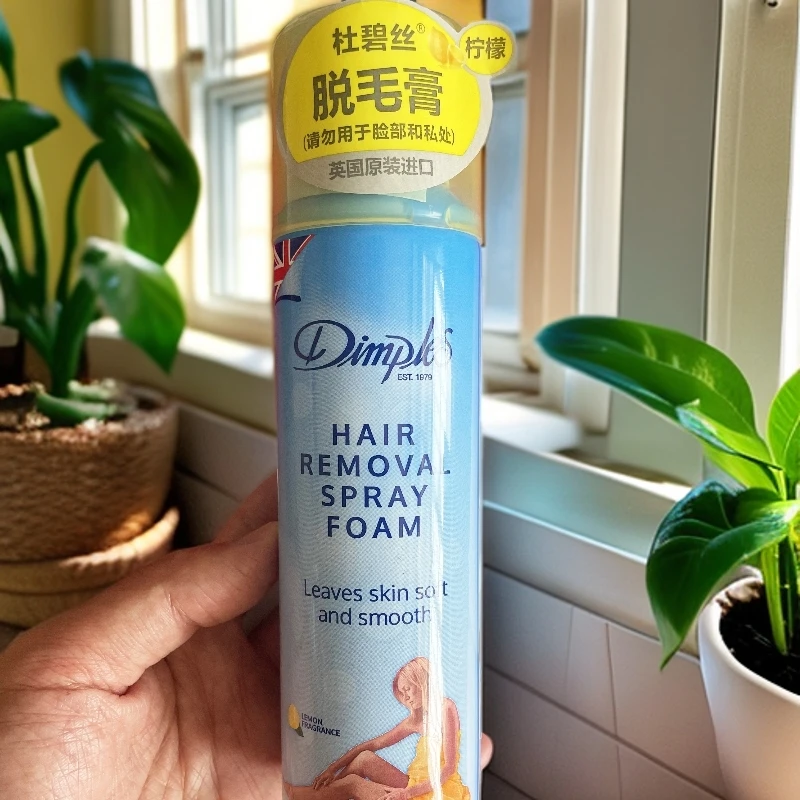 杜碧丝®
柠檬
脱毛膏
(请勿用于脸部和私处)
英国原装进口
Dimples
EST. 1979
HAIR
REMOVAL
SPRAY
FOAM
Leaves skin soft
and smooth
LEMON
FRAGRANCE